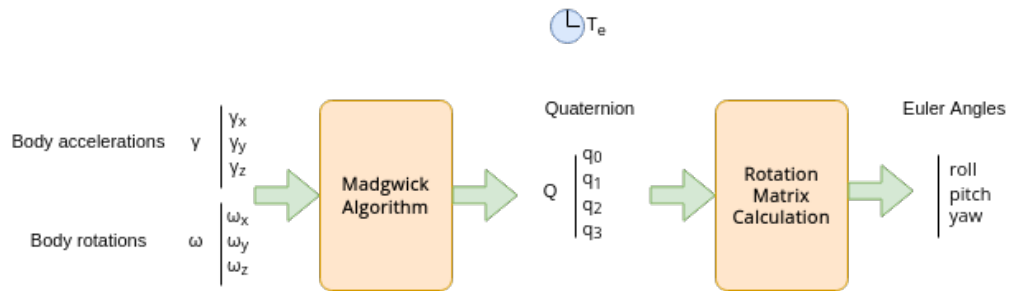 Te
Body accelerations γ
γx
γy
γz
Body rotations ω
ωx
ωy
ωz
Madgwick
Algorithm
Quaternion
Q
q0
q1
q2
q3
Rotation
Matrix
Calculation
Euler Angles
roll
pitch
yaw